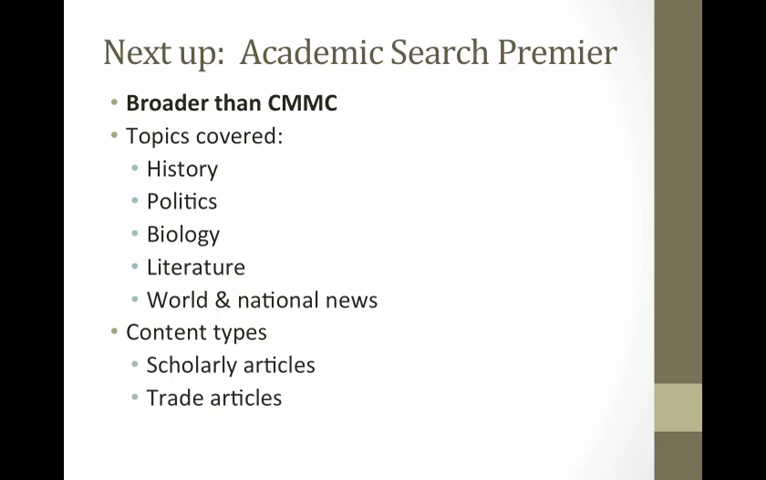 Next up:  Academic Search Premier
• Broader than CMMC
• Topics covered:
• History
• Politics
• Biology
• Literature
• World & national news
• Content types
• Scholarly articles
• Trade articles